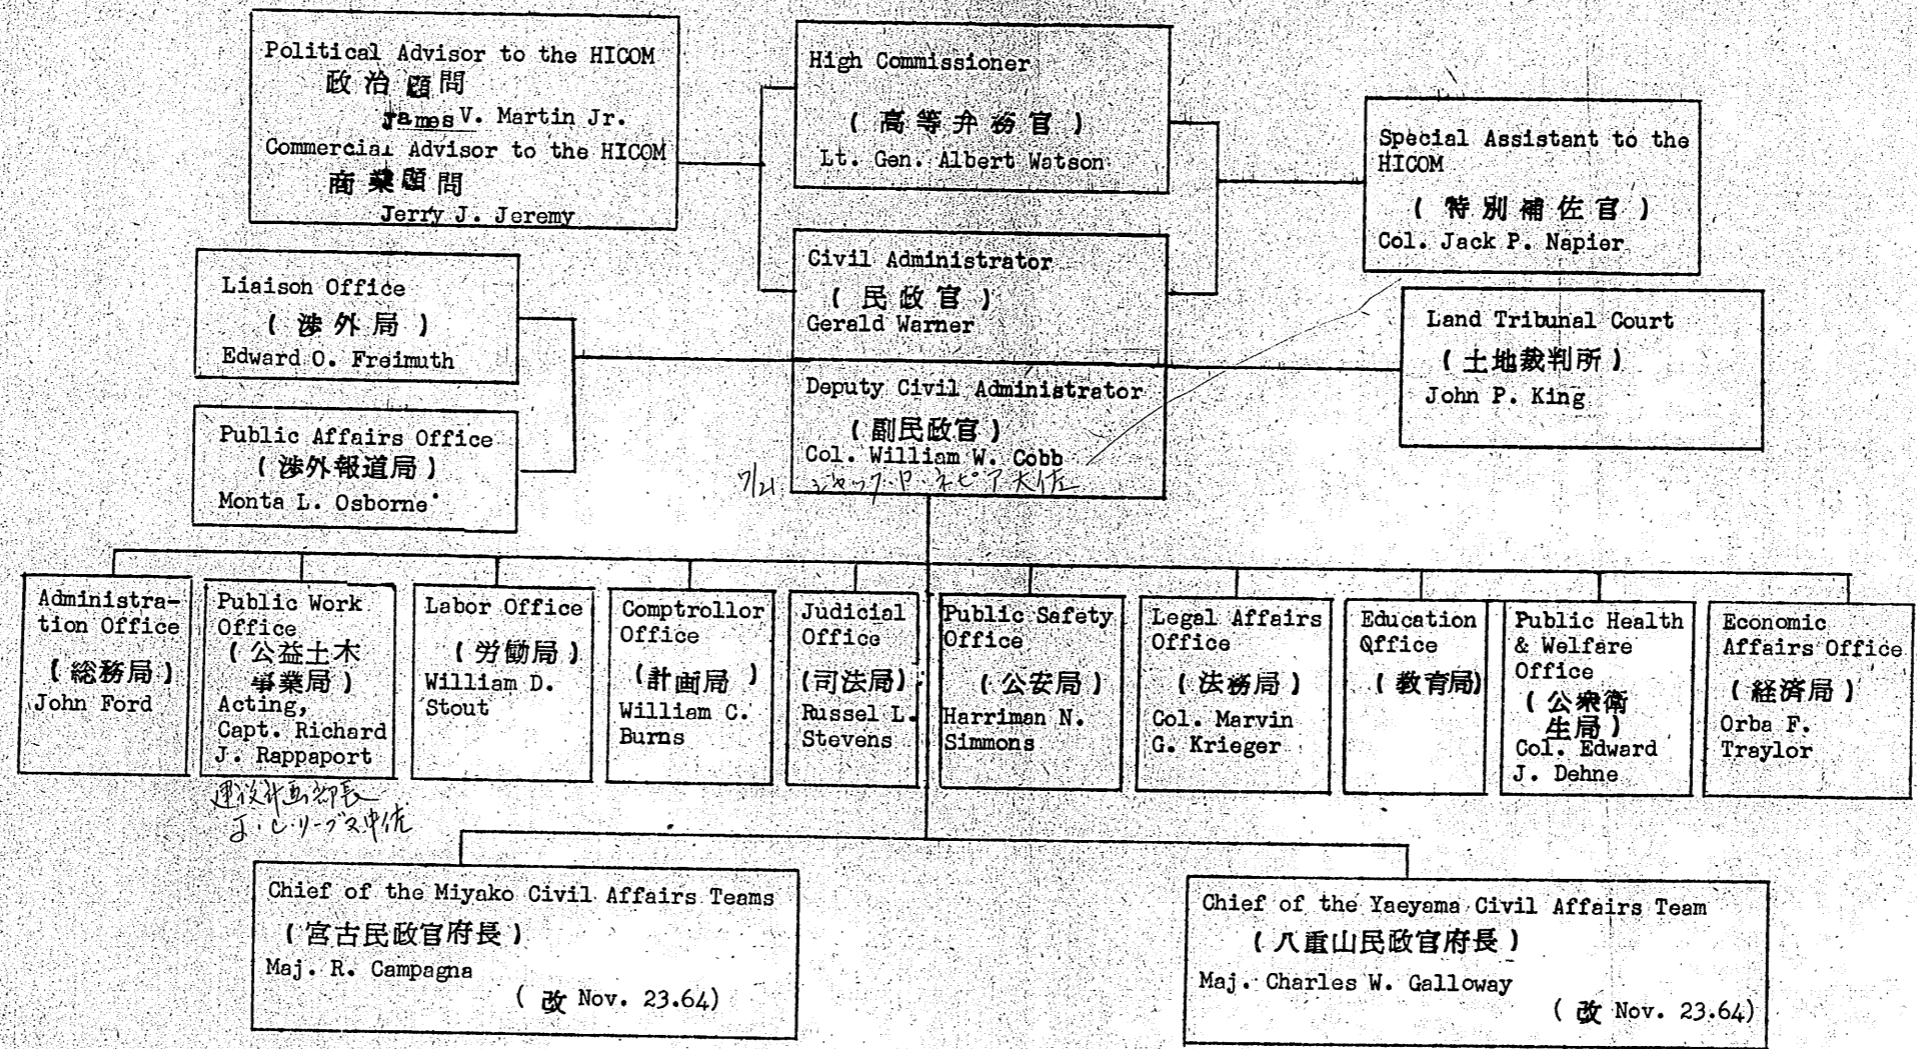 Political Advisor to the HICOM
政治顧問
James V. Martin Jr.
Commercial Advisor to the HICOM
商業顧問
Jerry J. Jeremy
High Commissioner
(高等弁務官)
Lt. Gen. Albert Watson
Special Assistant to the
HICOM
(特別補佐官)
Col. Jack P. Napier
Civil Administrator
(民政官)
Gerald Warner
Liaison Office
(渉外局)
Edward O. Freimuth
Land Tribunal Court
(土地裁判所)
John P. King
Deputy Civil Administrator
(副民政官)
Col. William W. Cobb
7/21 ジャック・P・ネピア大佐
Public Affairs Office
(渉外報道局)
Monta L. Osborne
Administra-
tion Office
(総務局)
John Ford
Public Work
Office
(公益土木
事業局)
Acting,
Capt. Richard
J. Rappaport
建設計画部長
J・C・リーブス中佐
Labor Office
(労働局)
William D.
Stout
Comptrollor
Office
(計画局)
William C.
Burns
Judicial
Office
(司法局)
Russel L.
Stevens
Public Safety
Office
(公安局)
Harriman N.
Simmons
Legal Affairs
Office
(法務局)
Col. Marvin
G. Krieger
Education
Office
(教育局)
Public Health
& Welfare
Office
(公衆衛
生局)
Col. Edward
J. Dehne
Economic
Affairs Office
(経済局)
Orba F.
Traylor
Chief of the Miyako Civil Affairs Teams
(宮古民政官府長)
Maj. R. Campagna
(改 Nov. 23.64)
Chief of the Yaeyama Civil Affairs Team
(八重山民政官府長)
Maj. Charles W. Galloway
(改 Nov. 23.64)